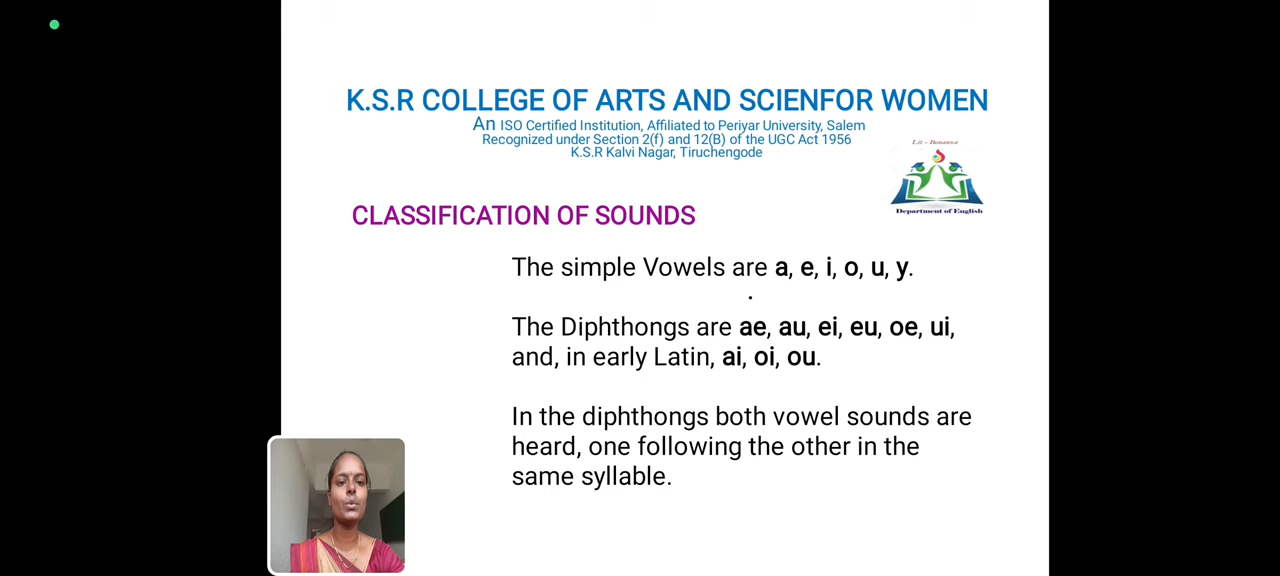 K.S.R COLLEGE OF ARTS AND SCIENFOR WOMEN
An ISO Certified Institution, Affiliated to Periyar University, Salem
Recognized under Section 2(f) and 12(B) of the UGC Act 1956
K.S.R Kalvi Nagar, Tiruchengode
Lit - Bonanza
Department of English
CLASSIFICATION OF SOUNDS
The simple Vowels are a, e, i, o, u, y.
.
The Diphthongs are ae, au, ei, eu, oe, ui,
and, in early Latin, ai, oi, ou.
In the diphthongs both vowel sounds are
heard, one following the other in the
same syllable.